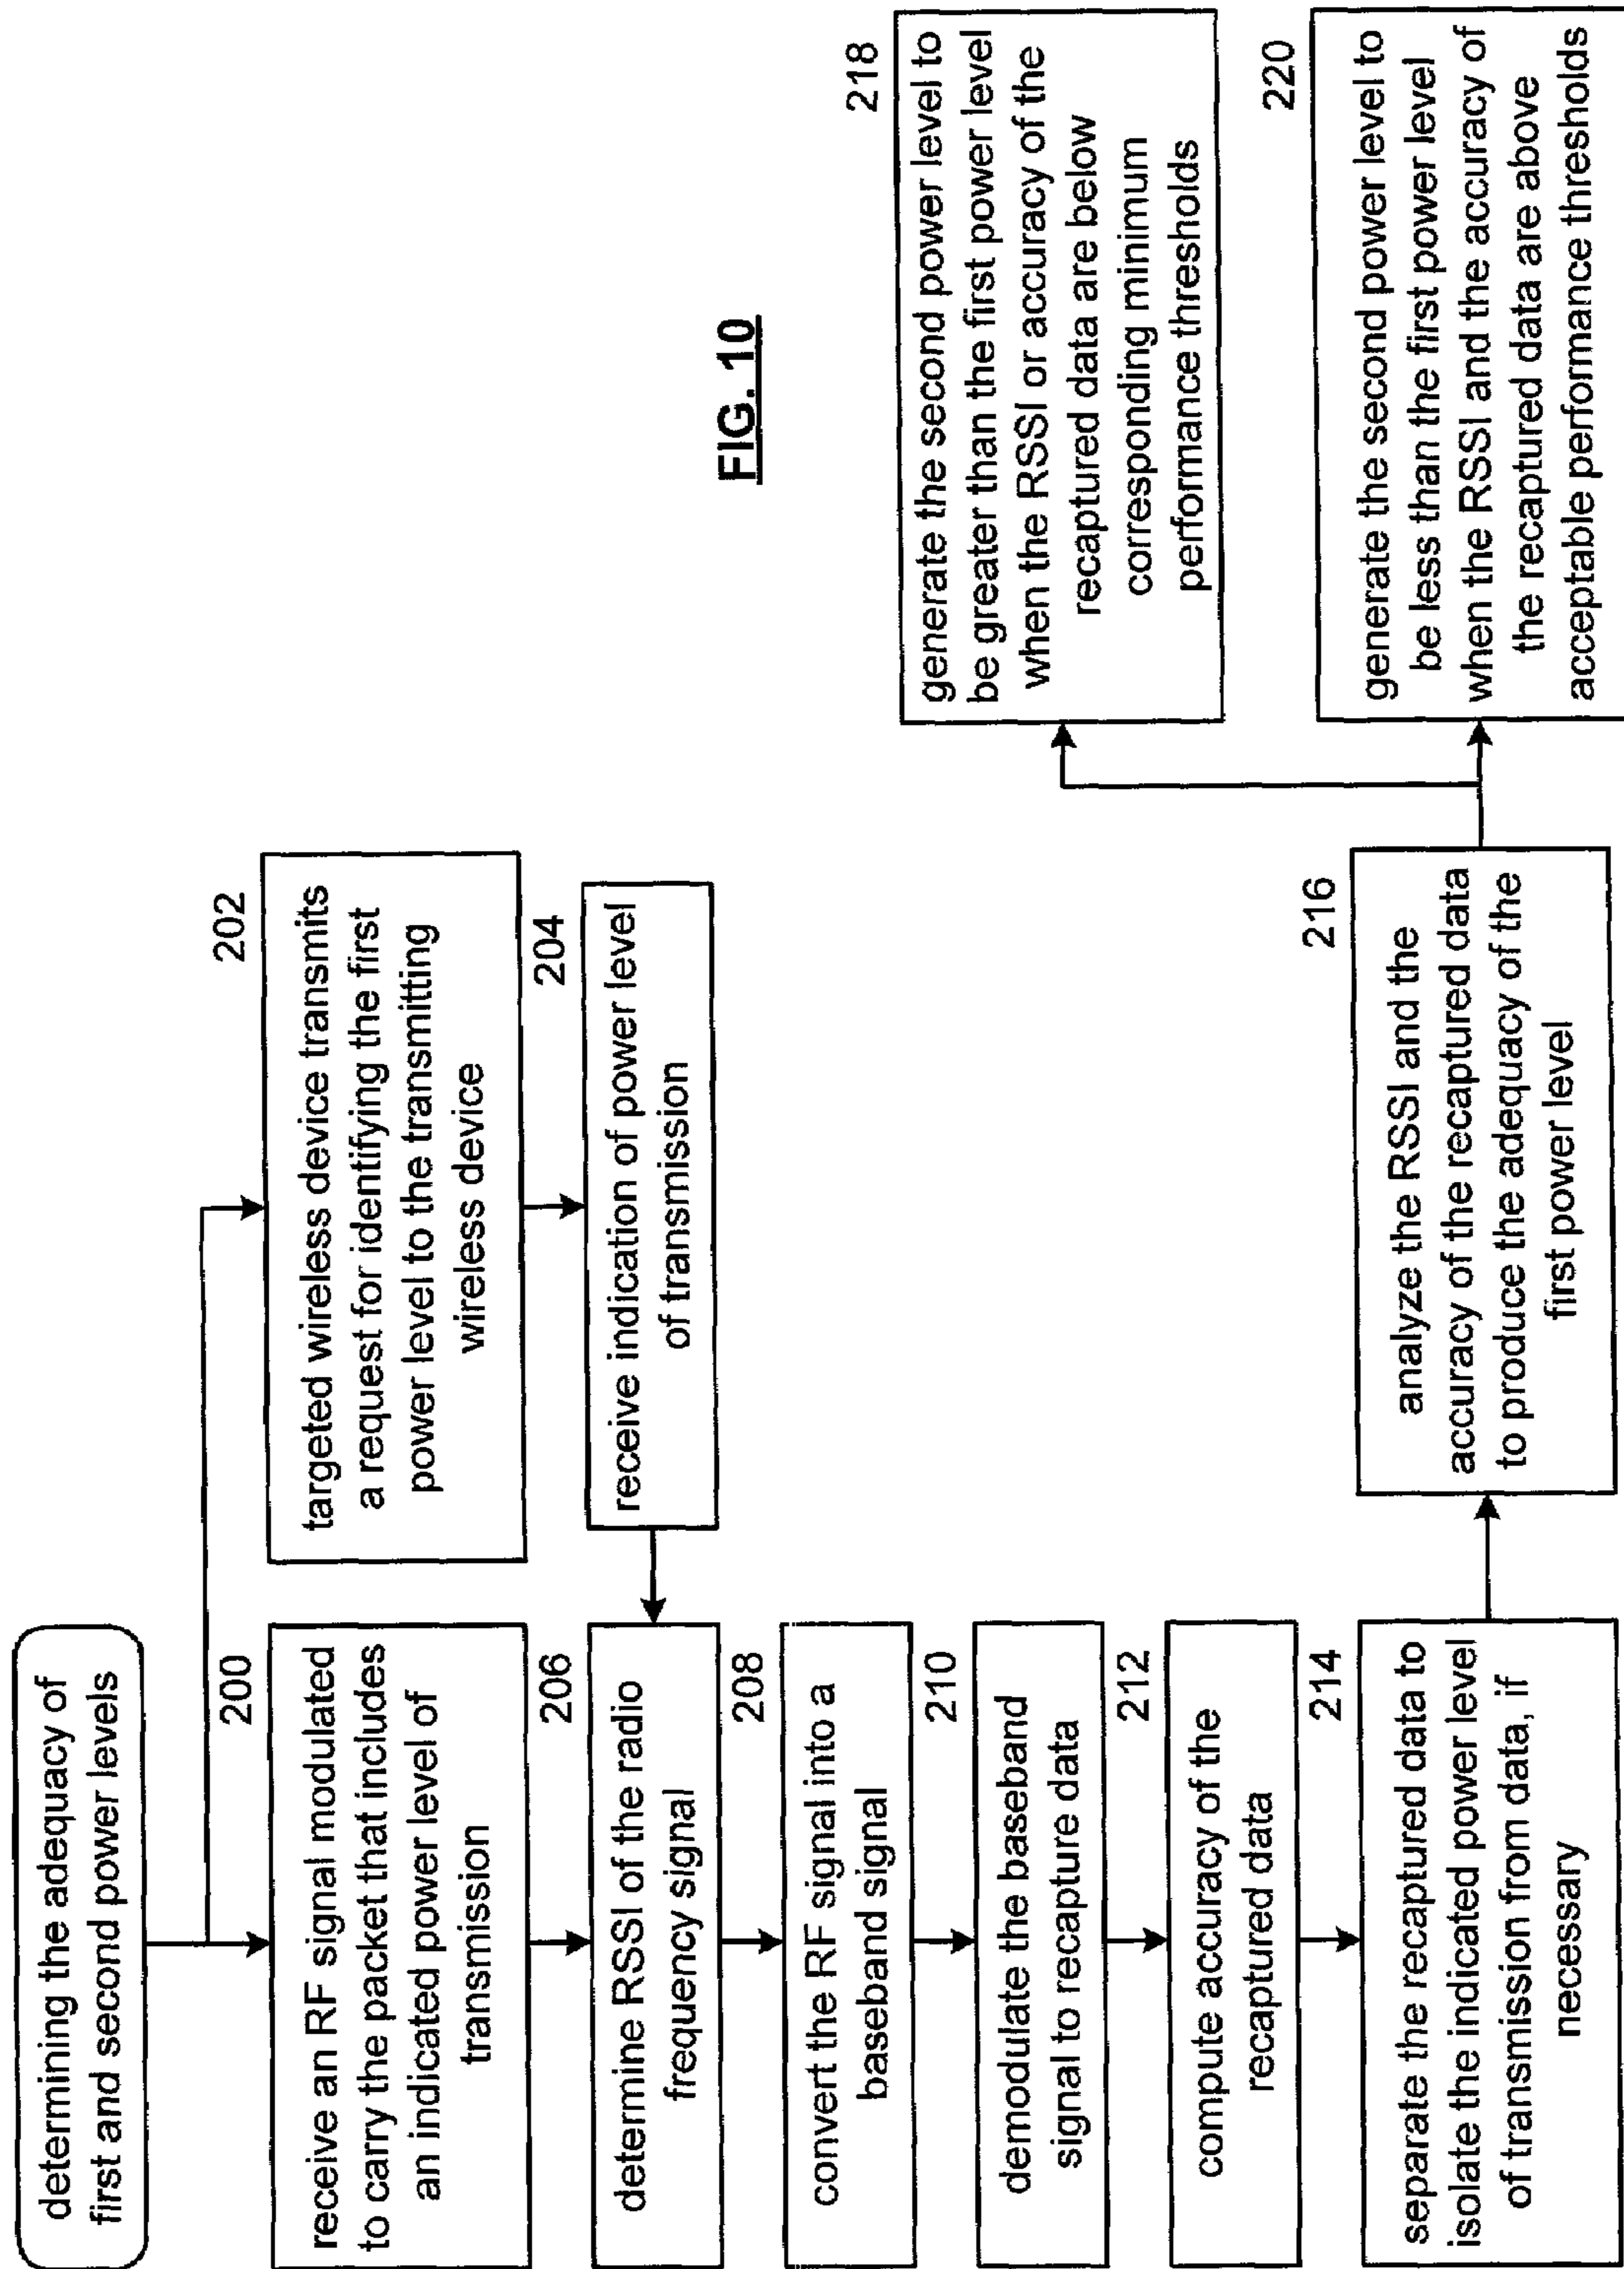 determining the adequacy of
first and second power levels
200
receive an RF signal modulated
to carry the packet that includes
an indicated power level of
transmission
202
targeted wireless device transmits
a request for identifying the first
power level to the transmitting
wireless device
204
receive indication of power level
of transmission
206
determine RSSI of the radio
frequency signal
208
convert the RF signal into a
baseband signal
210
demodulate the baseband
signal to recapture data
212
compute accuracy of the
recaptured data
214
separate the recaptured data to
isolate the indicated power level
of transmission from data, if
necessary
216
analyze the RSSI and the
accuracy of the recaptured data
to produce the adequacy of the
first power level
218
generate the second power level to
be greater than the first power level
when the RSSI or accuracy of the
recaptured data are below
corresponding minimum
performance thresholds
220
generate the second power level to
be less than the first power level
when the RSSI and the accuracy of
the recaptured data are above
acceptable performance thresholds
FIG. 10